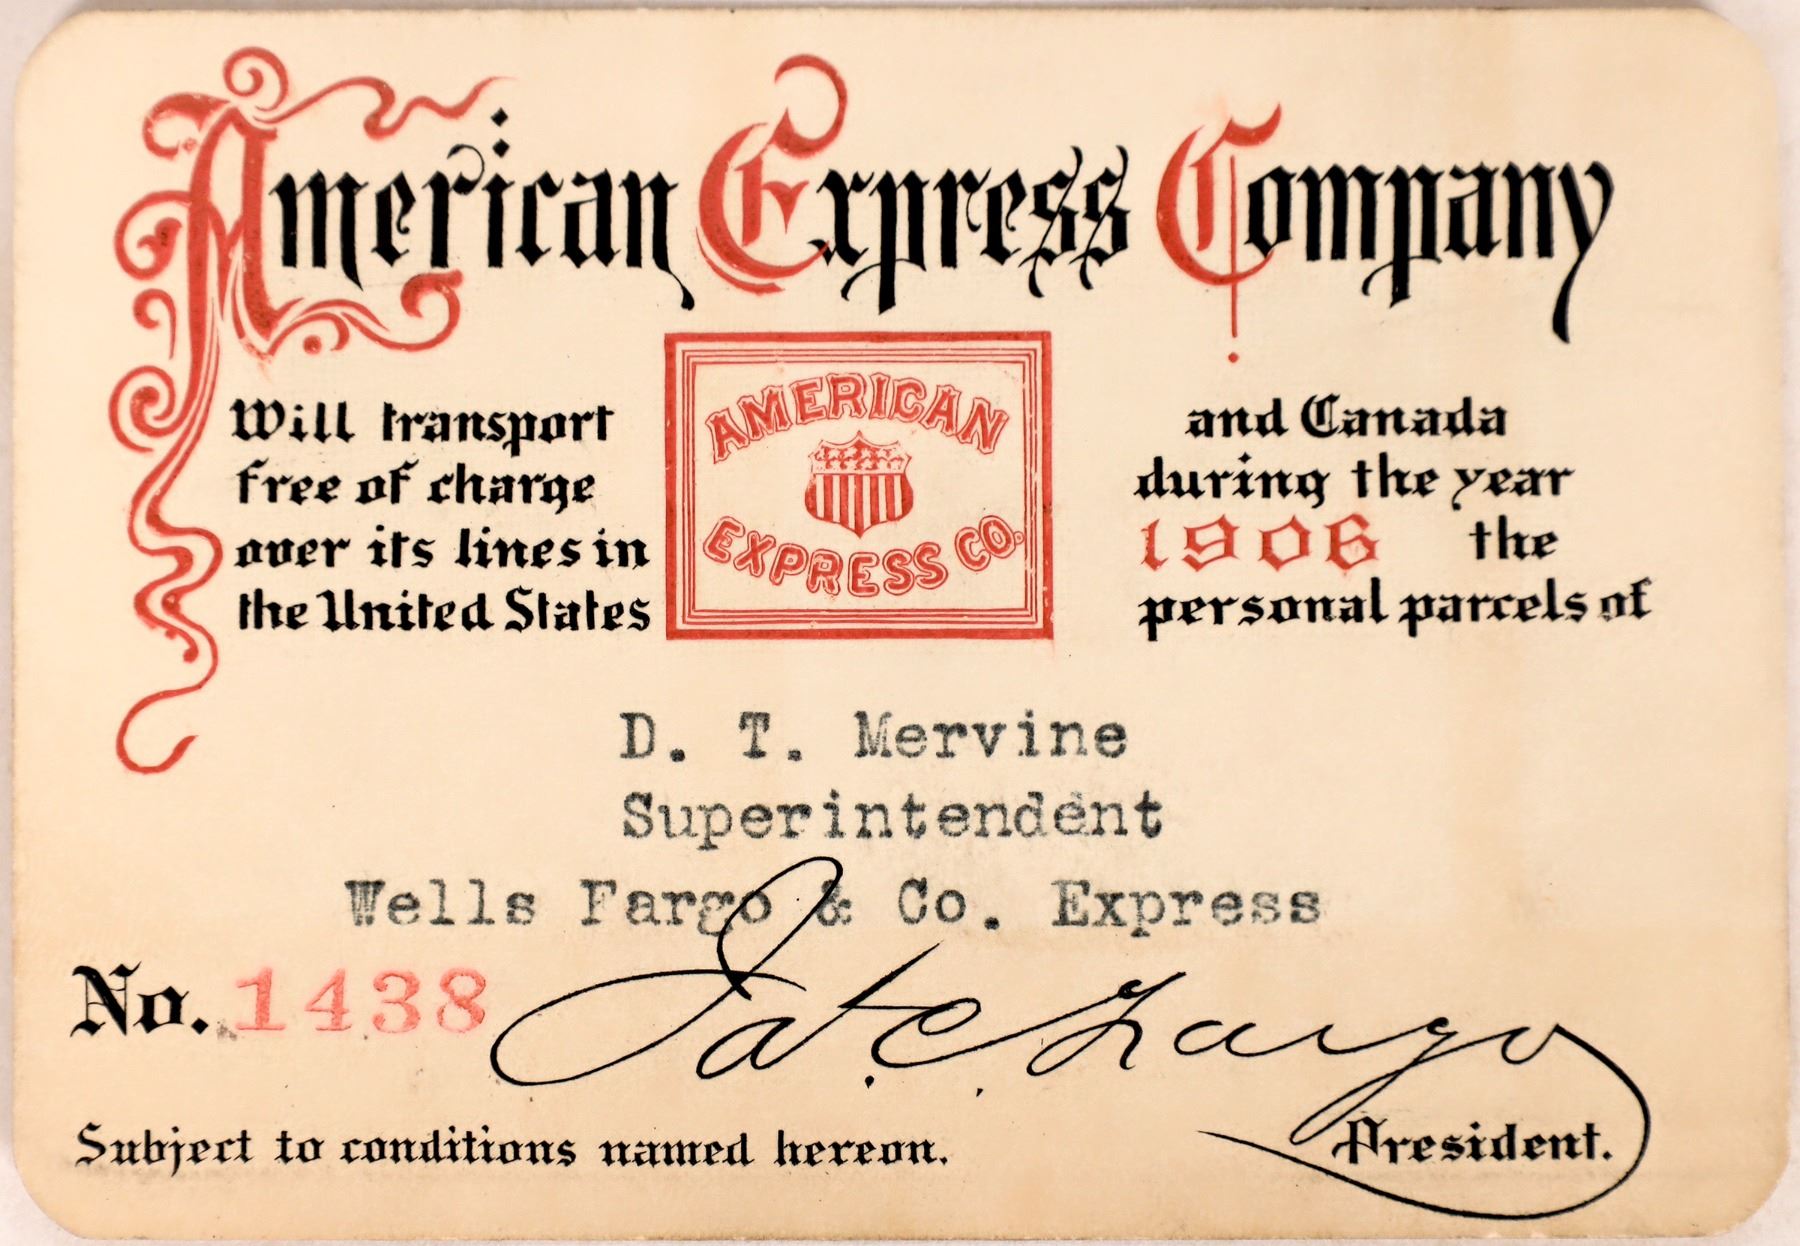 American Express Company
Will transport
free of charge
over its lines in
the United States
AMERICAN
EXPRESS CO.
and Canada
during the year
1906 the
personal parcels of
D. T. Mervine
Superintendent
Wells Fargo & Co. Express
No. 1438
Jas. C. Fargo
President.
Subject to conditions named hereon.